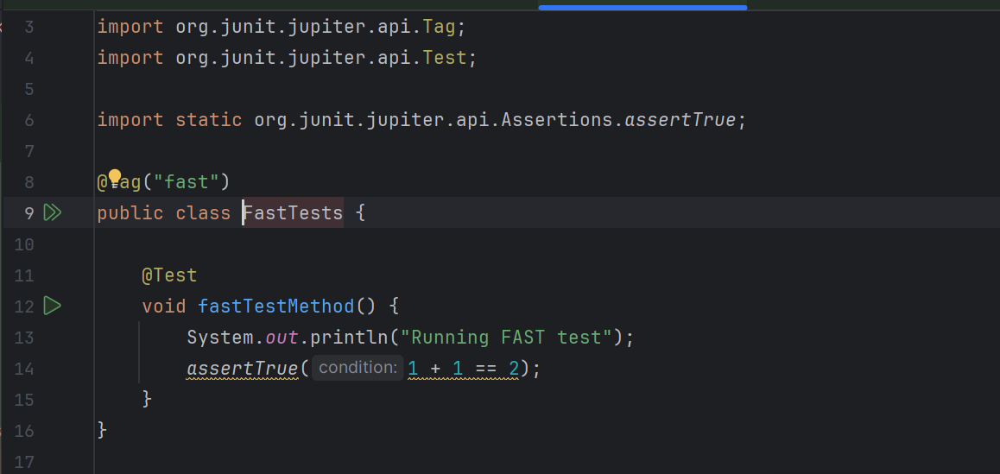 3 import org.junit.jupiter.api.Tag;
4 import org.junit.jupiter.api.Test;
5
6 import static org.junit.jupiter.api.Assertions.assertTrue;
7
8 @Tag("fast")
9 public class FastTests {
10
11 @Test
12 void fastTestMethod() {
13 System.out.println("Running FAST test");
14 assertTrue( condition: 1 + 1 == 2);
15 }
16 }
17